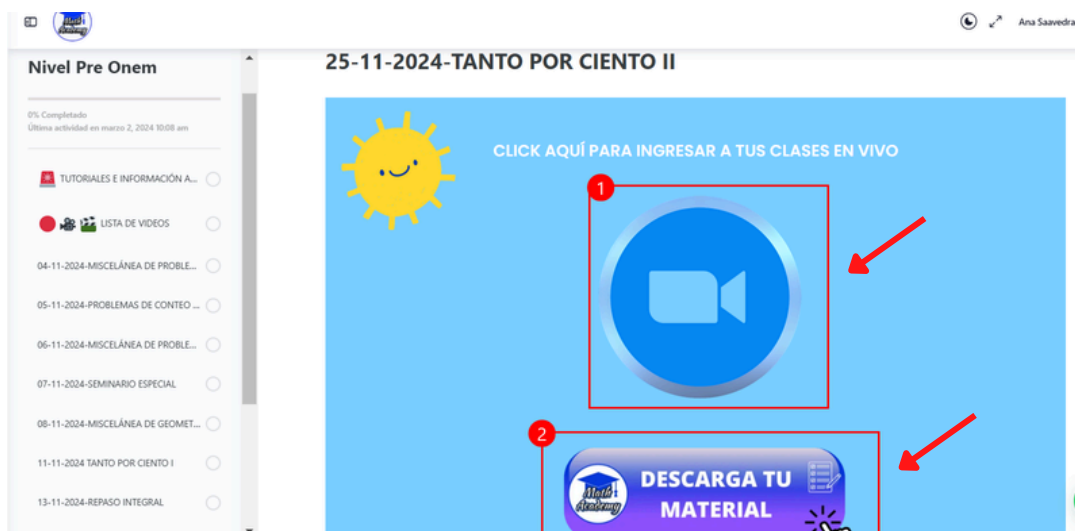 Math
Academy
Ana Saavedra
Nivel Pre Onem
0% Completado
Última actividad en marzo 2, 2024 10:08 am
TUTORIALES E INFORMACIÓN A...
LISTA DE VIDEOS
04-11-2024-MISCELÁNEA DE PROBLE...
05-11-2024-PROBLEMAS DE CONTEO ...
06-11-2024-MISCELÁNEA DE PROBLE...
07-11-2024-SEMINARIO ESPECIAL
08-11-2024-MISCELÁNEA DE GEOMET...
11-11-2024 TANTO POR CIENTO I
13-11-2024-REPASO INTEGRAL
25-11-2024-TANTO POR CIENTO II
CLICK AQUÍ PARA INGRESAR A TUS CLASES EN VIVO
1
2
Math
Academy
DESCARGA TU
MATERIAL